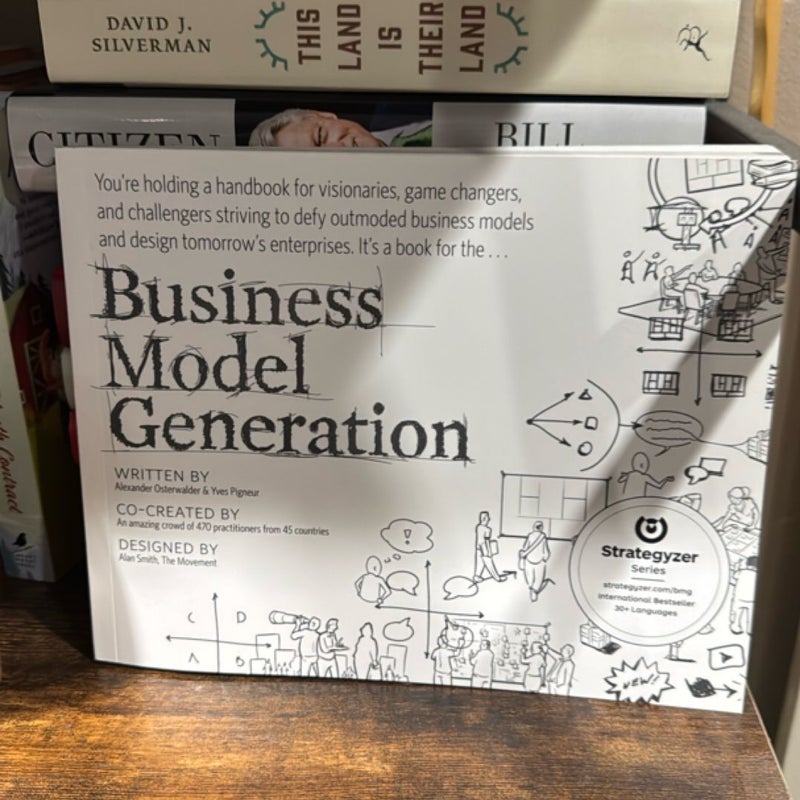 DAVID J.
SILVERMAN
THIS
LAND
IS
THEIR
LAND
CITIZEN
BILL
You're holding a handbook for visionaries, game changers,
and challengers striving to defy outmoded business models
and design tomorrow's enterprises. It's a book for the . . .
Business
Model
Generation
WRITTEN BY
Alexander Osterwalder & Yves Pigneur
CO-CREATED BY
An amazing crowd of 470 practitioners from 45 countries
DESIGNED BY
Alan Smith, The Movement
!
Strategyzer
Series
strategyzer.com/bmg
International Bestseller
30+ Languages
C D
A B
NEW!
Contract